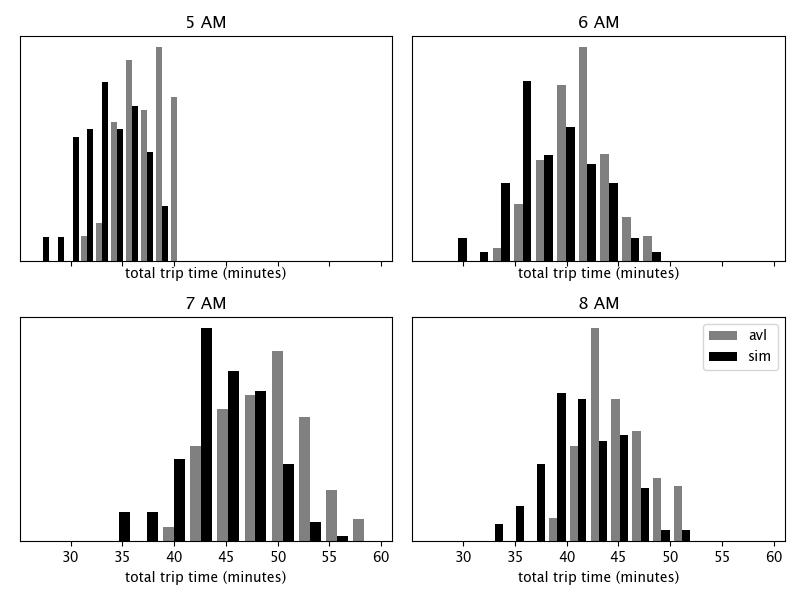 5 AM
6 AM
total trip time (minutes)
total trip time (minutes)
7 AM
8 AM
avl
sim
30 35 40 45 50 55 60
30 35 40 45 50 55 60
total trip time (minutes)
total trip time (minutes)